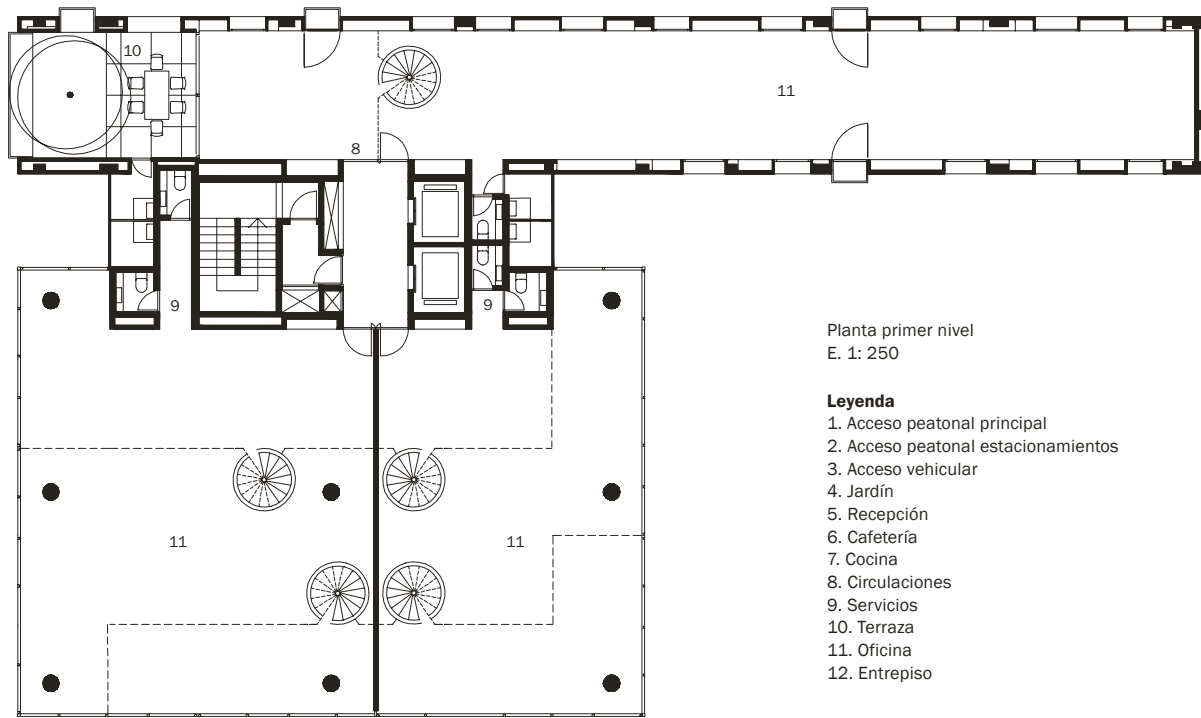 10
11
8
9
9
11
11
Planta primer nivel
E. 1: 250
Leyenda
1. Acceso peatonal principal
2. Acceso peatonal estacionamientos
3. Acceso vehicular
4. Jardín
5. Recepción
6. Cafetería
7. Cocina
8. Circulaciones
9. Servicios
10. Terraza
11. Oficina
12. Entrepiso